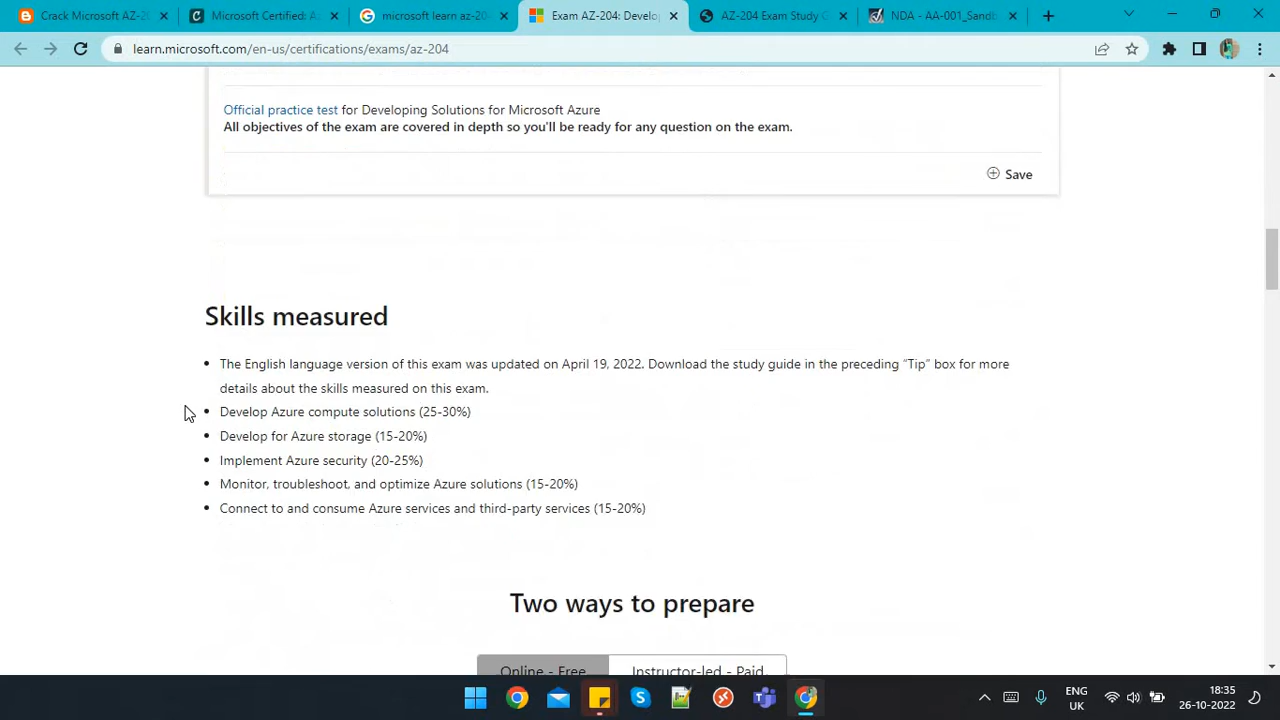 Crack Microsoft AZ-20
Microsoft Certified: A
microsoft learn az-204
Exam AZ-204: Develo
AZ-204 Exam Study G
NDA - AA-001_Sandb
learn.microsoft.com/en-us/certifications/exams/az-204
Official practice test for Developing Solutions for Microsoft Azure
All objectives of the exam are covered in depth so you'll be ready for any question on the exam.
Save
Skills measured
The English language version of this exam was updated on April 19, 2022. Download the study guide in the preceding “Tip” box for more
details about the skills measured on this exam.
Develop Azure compute solutions (25-30%)
Develop for Azure storage (15-20%)
Implement Azure security (20-25%)
Monitor, troubleshoot, and optimize Azure solutions (15-20%)
Connect to and consume Azure services and third-party services (15-20%)
Two ways to prepare
Online - Free
Instructor-led - Paid
ENG
UK
18:35
26-10-2022